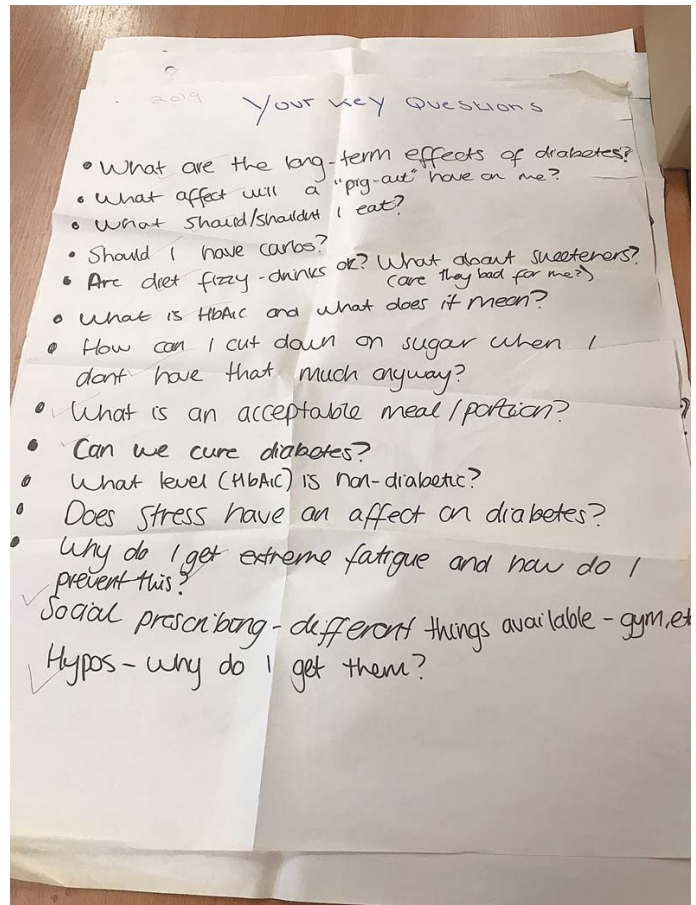 ?
2019 Your Key Questions
• What are the long-term effects of diabetes?
• What affect will a "pig-out" have on me?
• What should/shouldnt I eat?
• Should I have carbs?
• Are diet fizzy-drinks ok? What about sweeteners?
(are they bad for me?)
• What is HbA1c and what does it mean?
• How can I cut down on sugar when I
dont have that much anyway?
• What is an acceptable meal/portion?
• Can we cure diabetes?
• What level (HbA1c) is non-diabetic?
• Does stress have an affect on diabetes?
• Why do I get extreme fatigue and how do I
prevent this?
Social prescribing - different things available - gym, et
Hypos - why do I get them?